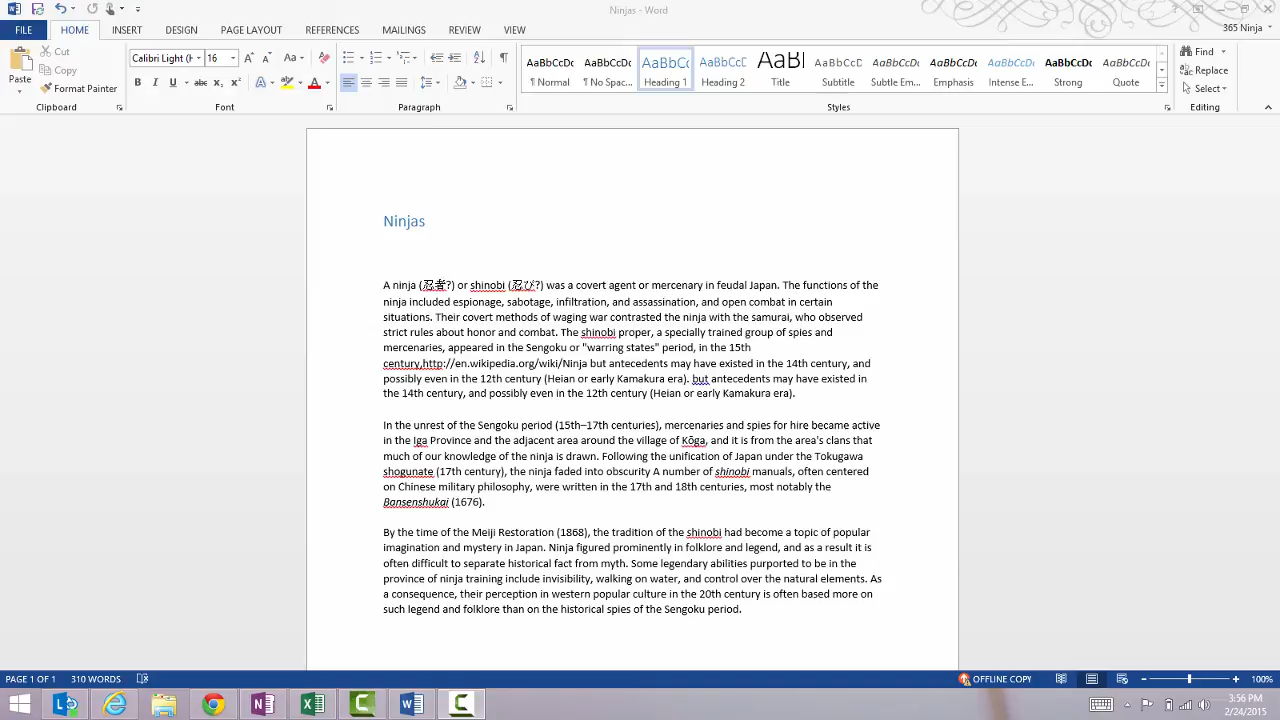 Ninjas - Word
FILE HOME INSERT DESIGN PAGE LAYOUT REFERENCES MAILINGS REVIEW VIEW 365 Ninja
Paste Cut Copy Format Painter
Calibri Light (H 16 Aa
B I U abc x₂ x² A A
AaBbCcDc AaBbCcDc AaBbCc AaBbCcD AaBl AaBbCcD AaBbCcDc AaBbCcDc AaBbCcDc AaBbCcDc AaBbCcDc
¶ Normal ¶ No Spac... Heading 1 Heading 2 Title Subtitle Subtle Em... Emphasis Intense E... Strong Quote
Find
Replace
Select
Clipboard Font Paragraph Styles Editing
Ninjas
A ninja (忍者?) or shinobi (忍び?) was a covert agent or mercenary in feudal Japan. The functions of the
ninja included espionage, sabotage, infiltration, and assassination, and open combat in certain
situations. Their covert methods of waging war contrasted the ninja with the samurai, who observed
strict rules about honor and combat. The shinobi proper, a specially trained group of spies and
mercenaries, appeared in the Sengoku or "warring states" period, in the 15th
century,http://en.wikipedia.org/wiki/Ninja but antecedents may have existed in the 14th century, and
possibly even in the 12th century (Heian or early Kamakura era). but antecedents may have existed in
the 14th century, and possibly even in the 12th century (Heian or early Kamakura era).
In the unrest of the Sengoku period (15th–17th centuries), mercenaries and spies for hire became active
in the Iga Province and the adjacent area around the village of Kōga, and it is from the area's clans that
much of our knowledge of the ninja is drawn. Following the unification of Japan under the Tokugawa
shogunate (17th century), the ninja faded into obscurity A number of shinobi manuals, often centered
on Chinese military philosophy, were written in the 17th and 18th centuries, most notably the
Bansenshukai (1676).
By the time of the Meiji Restoration (1868), the tradition of the shinobi had become a topic of popular
imagination and mystery in Japan. Ninja figured prominently in folklore and legend, and as a result it is
often difficult to separate historical fact from myth. Some legendary abilities purported to be in the
province of ninja training include invisibility, walking on water, and control over the natural elements. As
a consequence, their perception in western popular culture in the 20th century is often based more on
such legend and folklore than on the historical spies of the Sengoku period.
PAGE 1 OF 1 310 WORDS OFFLINE COPY 100%
3:56 PM
2/24/2015